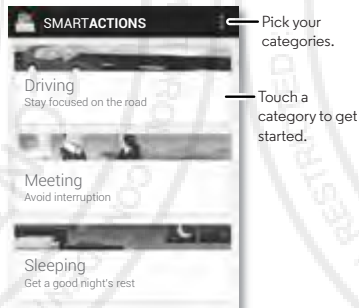 SMARTACTIONS
Pick your
categories.
Driving
Stay focused on the road
Touch a
category to get
started.
Meeting
Avoid interruption
Sleeping
Get a good night's rest